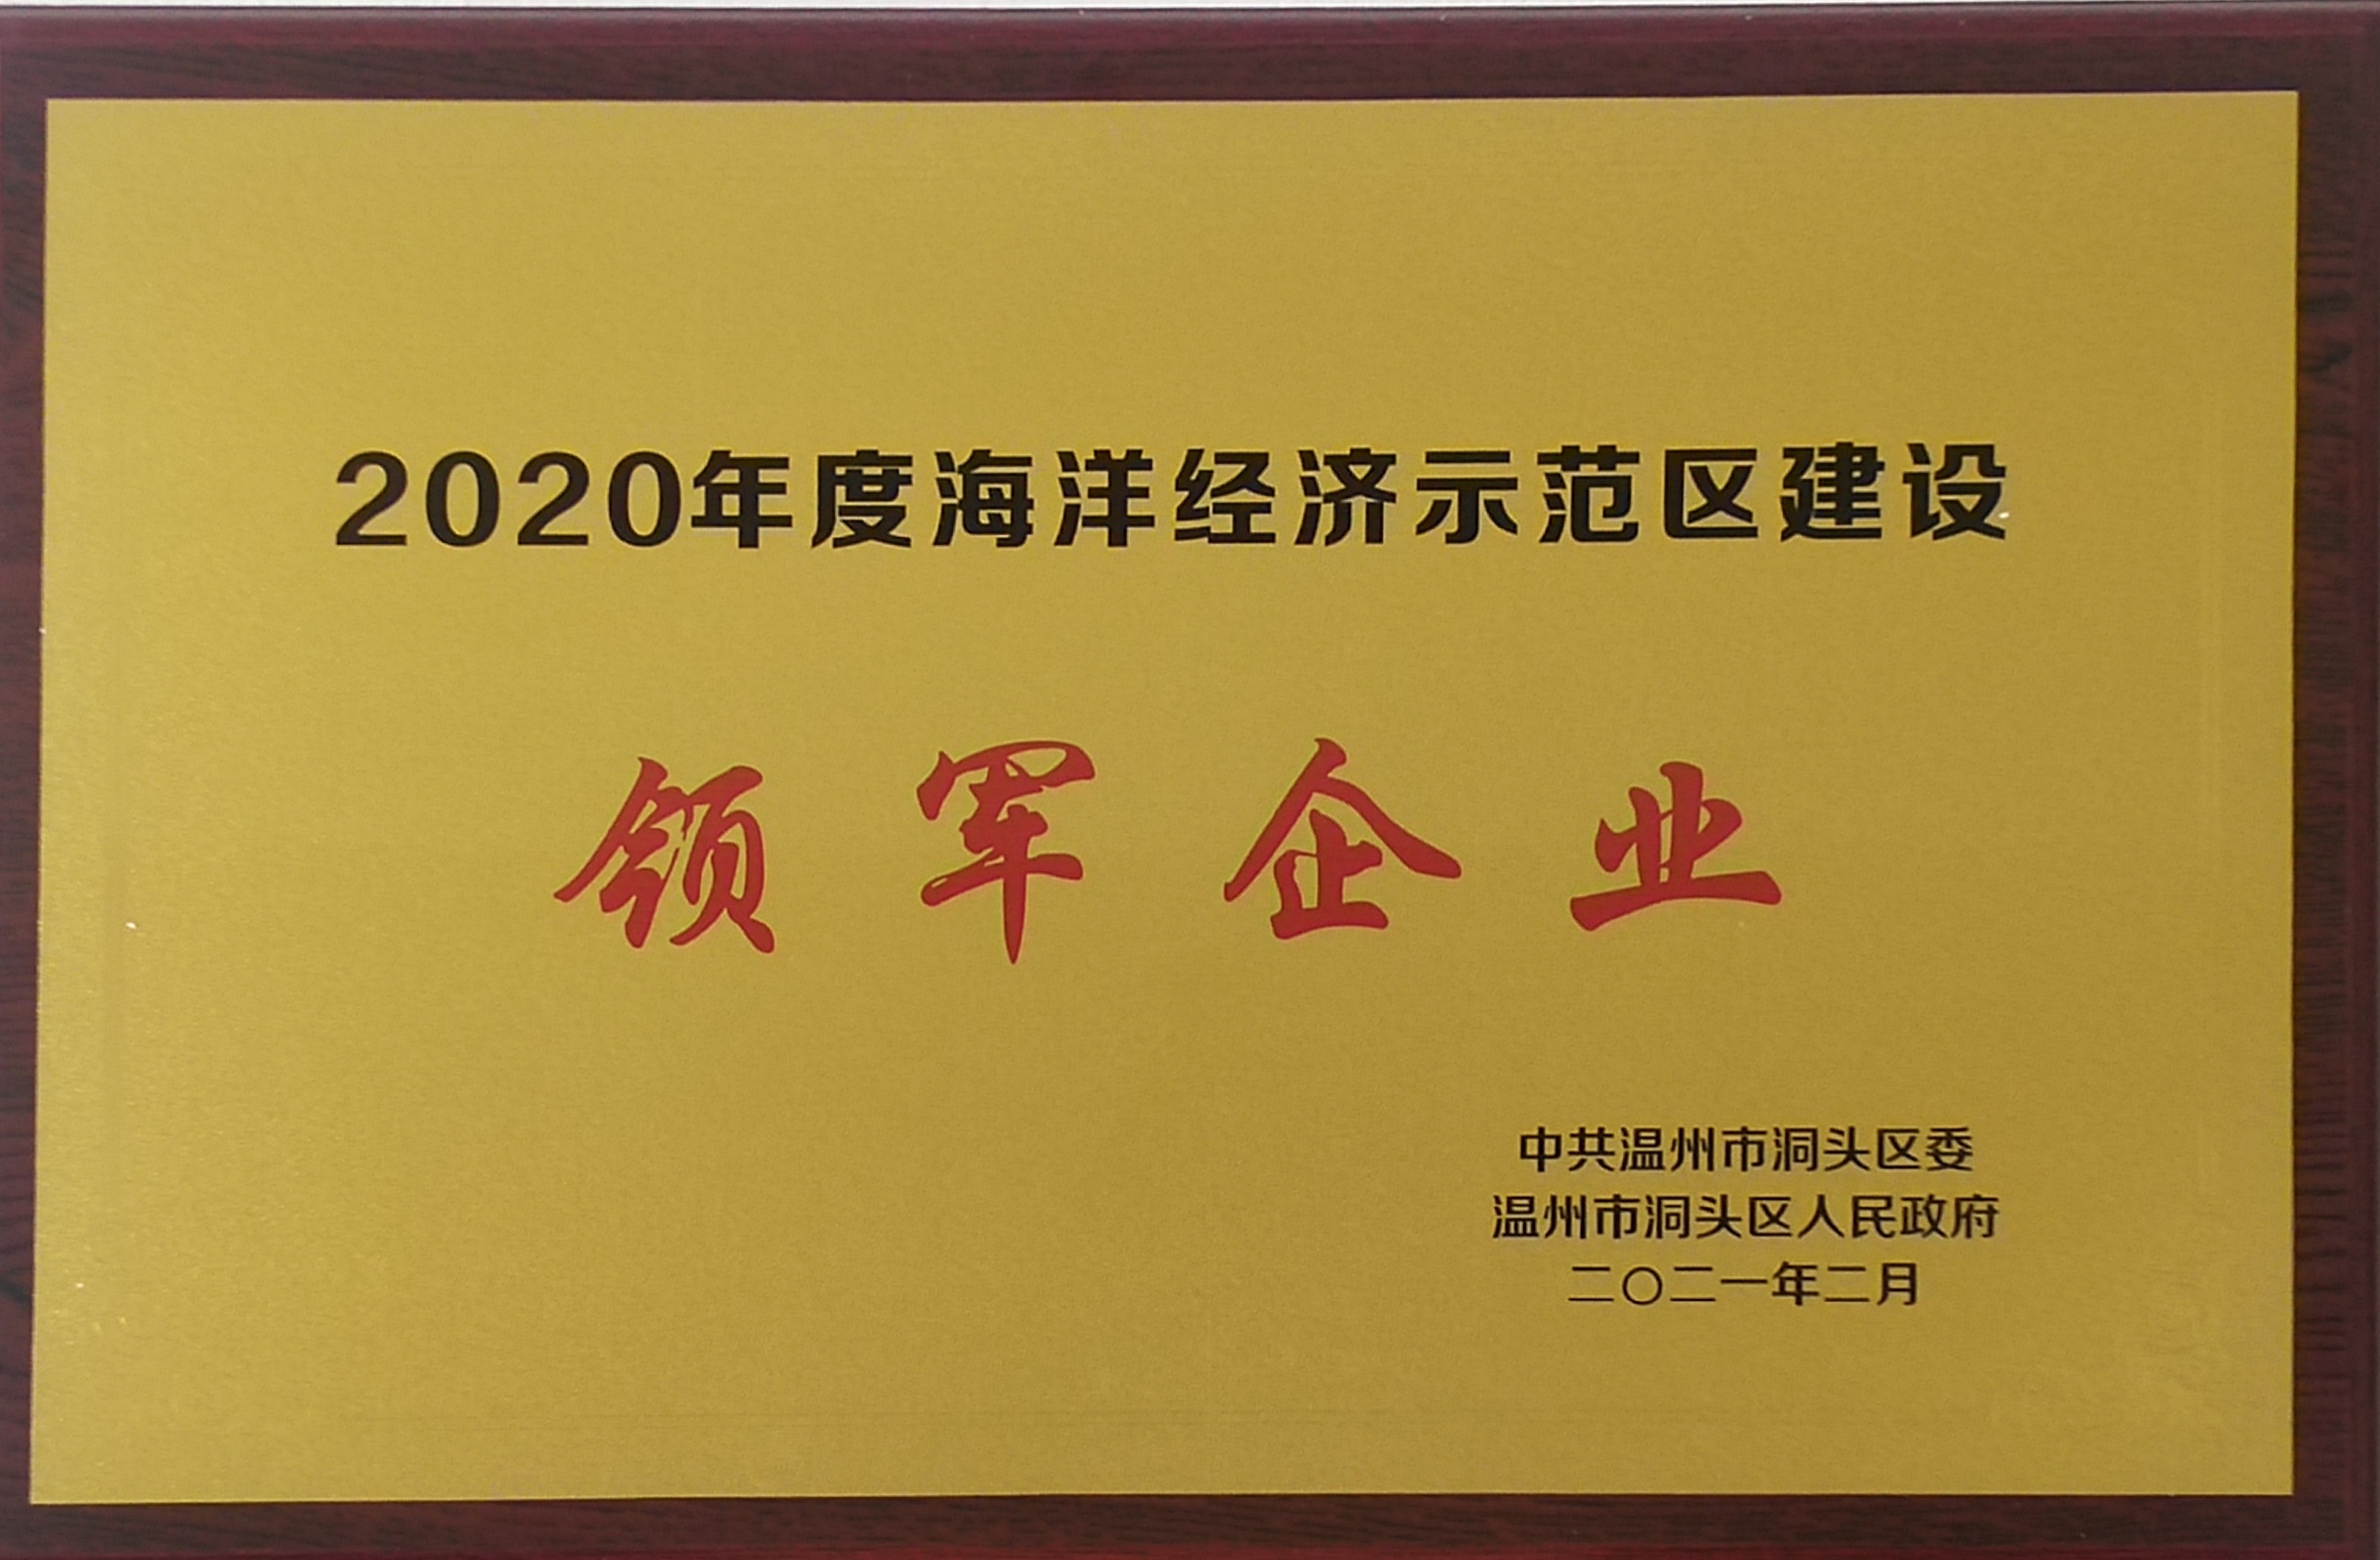 2020年度海洋经济示范区建设
领军企业
中共温州市洞头区委
温州市洞头区人民政府
二〇二一年二月